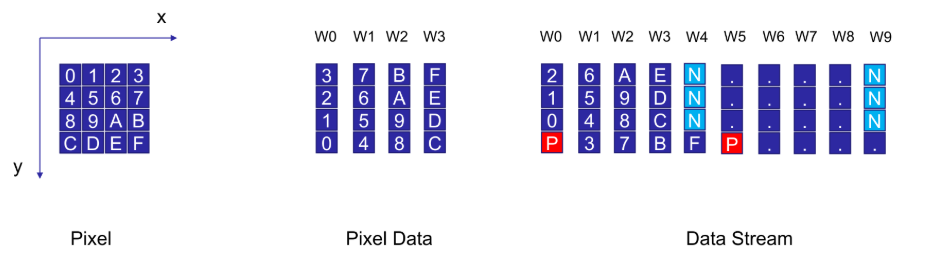 x
W0 W1 W2 W3
W0 W1 W2 W3 W4 W5 W6 W7 W8 W9
0 1 2 3
4 5 6 7
8 9 A B
C D E F
y
3 7 B F
2 6 A E
1 5 9 D
0 4 8 C
2 6 A E N . . . . N
1 5 9 D N . . . . N
0 4 8 C N . . . . N
P 3 7 B F P . . . .
Pixel
Pixel Data
Data Stream